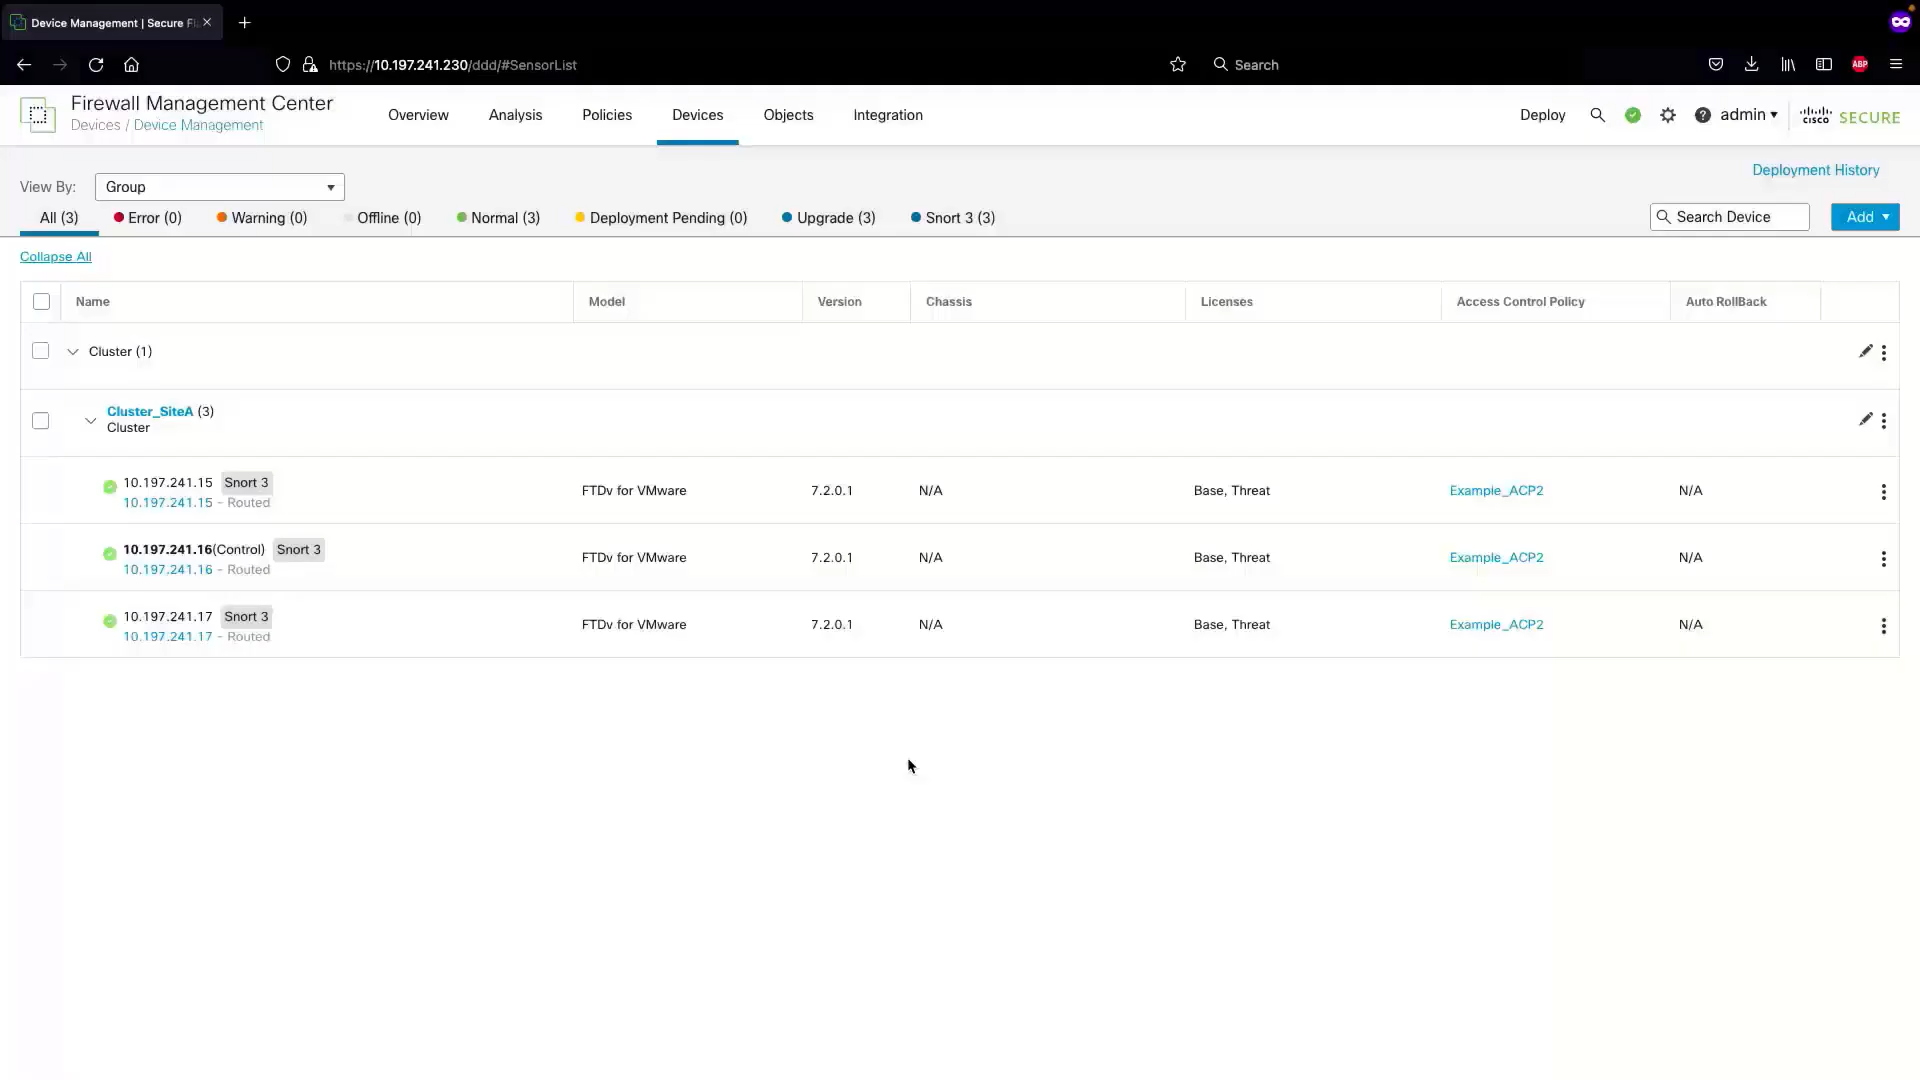 Device Management | Secure Fi
https://10.197.241.230/ddd/#SensorList
Search
ABP
Firewall Management Center
Devices / Device Management
Overview
Analysis
Policies
Devices
Objects
Integration
Deploy
admin
cisco SECURE
Deployment History
View By:
Group
All (3)
Error (0)
Warning (0)
Offline (0)
Normal (3)
Deployment Pending (0)
Upgrade (3)
Snort 3 (3)
Search Device
Add
Collapse All
Name
Model
Version
Chassis
Licenses
Access Control Policy
Auto RollBack
Cluster (1)
Cluster_SiteA (3)
Cluster
10.197.241.15 Snort 3
10.197.241.15 - Routed
FTDv for VMware
7.2.0.1
N/A
Base, Threat
Example_ACP2
N/A
10.197.241.16(Control) Snort 3
10.197.241.16 - Routed
FTDv for VMware
7.2.0.1
N/A
Base, Threat
Example_ACP2
N/A
10.197.241.17 Snort 3
10.197.241.17 - Routed
FTDv for VMware
7.2.0.1
N/A
Base, Threat
Example_ACP2
N/A